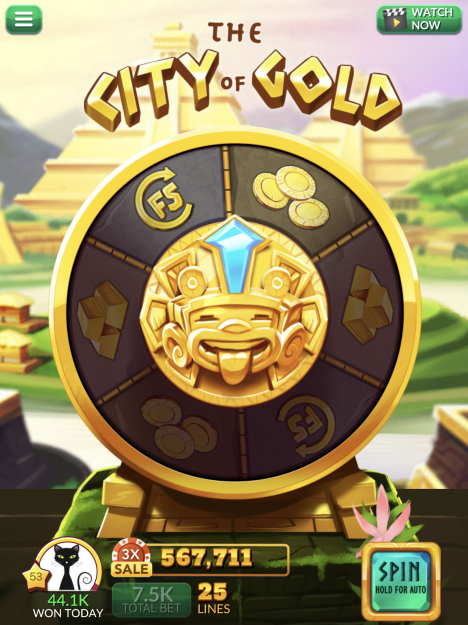 WATCH
NOW
THE
CITY OF GOLD
FS
FS
3X
SALE
567,711
53
44.1K
WON TODAY
7.5K
TOTAL BET
25
LINES
SPIN
HOLD FOR AUTO